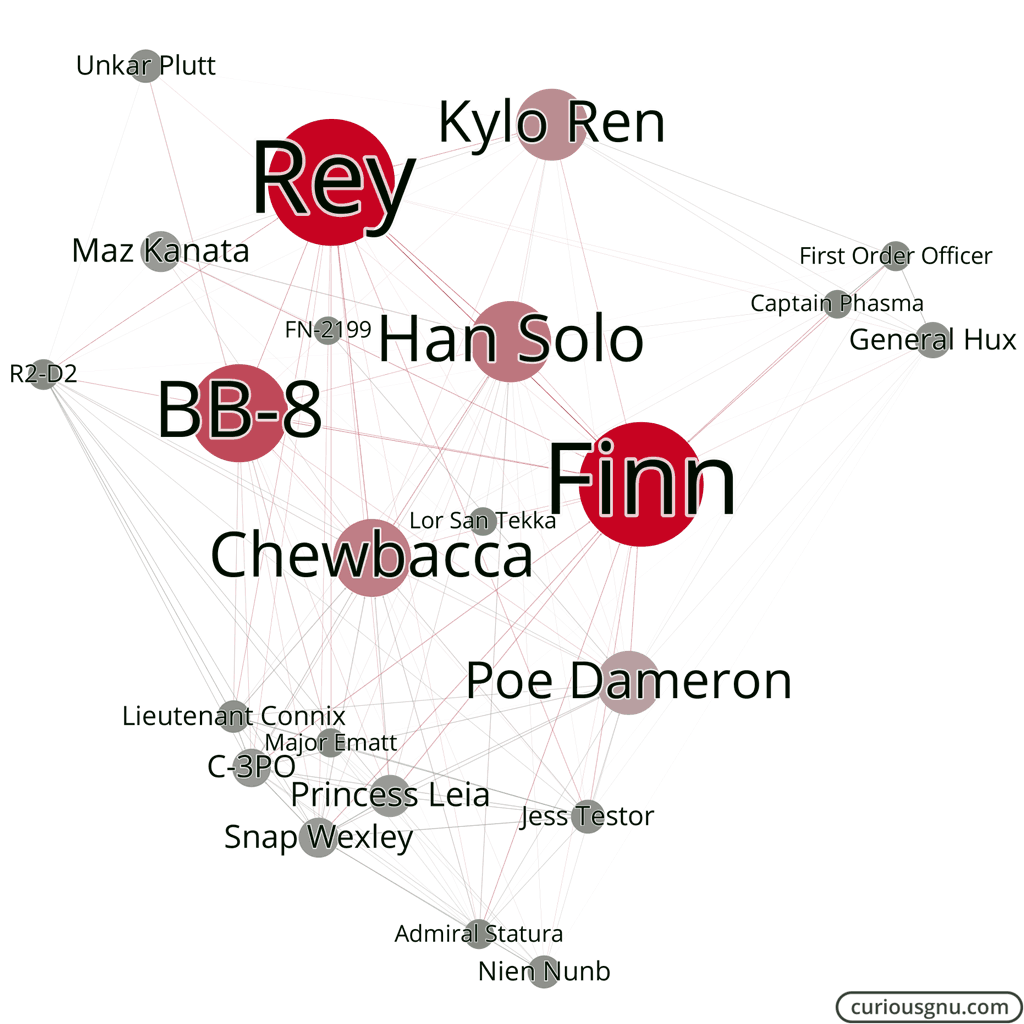 Unkar Plutt
Kylo Ren
Rey
Maz Kanata
First Order Officer
Captain Phasma
FN-2199
Han Solo
General Hux
R2-D2
BB-8
Finn
Lor San Tekka
Chewbacca
Poe Dameron
Lieutenant Connix
Major Ematt
C-3PO
Princess Leia
Jess Testor
Snap Wexley
Admiral Statura
Nien Nunb
curiousgnu.com